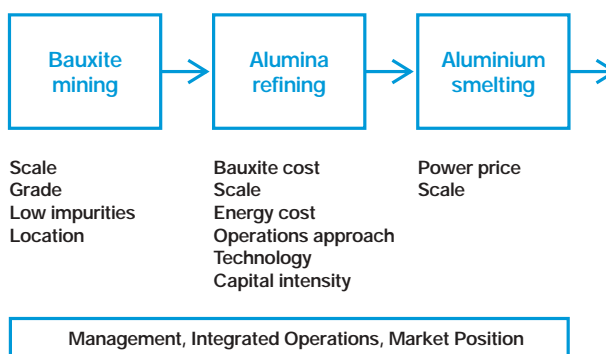 Bauxite
mining
Alumina
refining
Aluminium
smelting
Scale
Grade
Low impurities
Location
Bauxite cost
Scale
Energy cost
Operations approach
Technology
Capital intensity
Power price
Scale
Management, Integrated Operations, Market Position